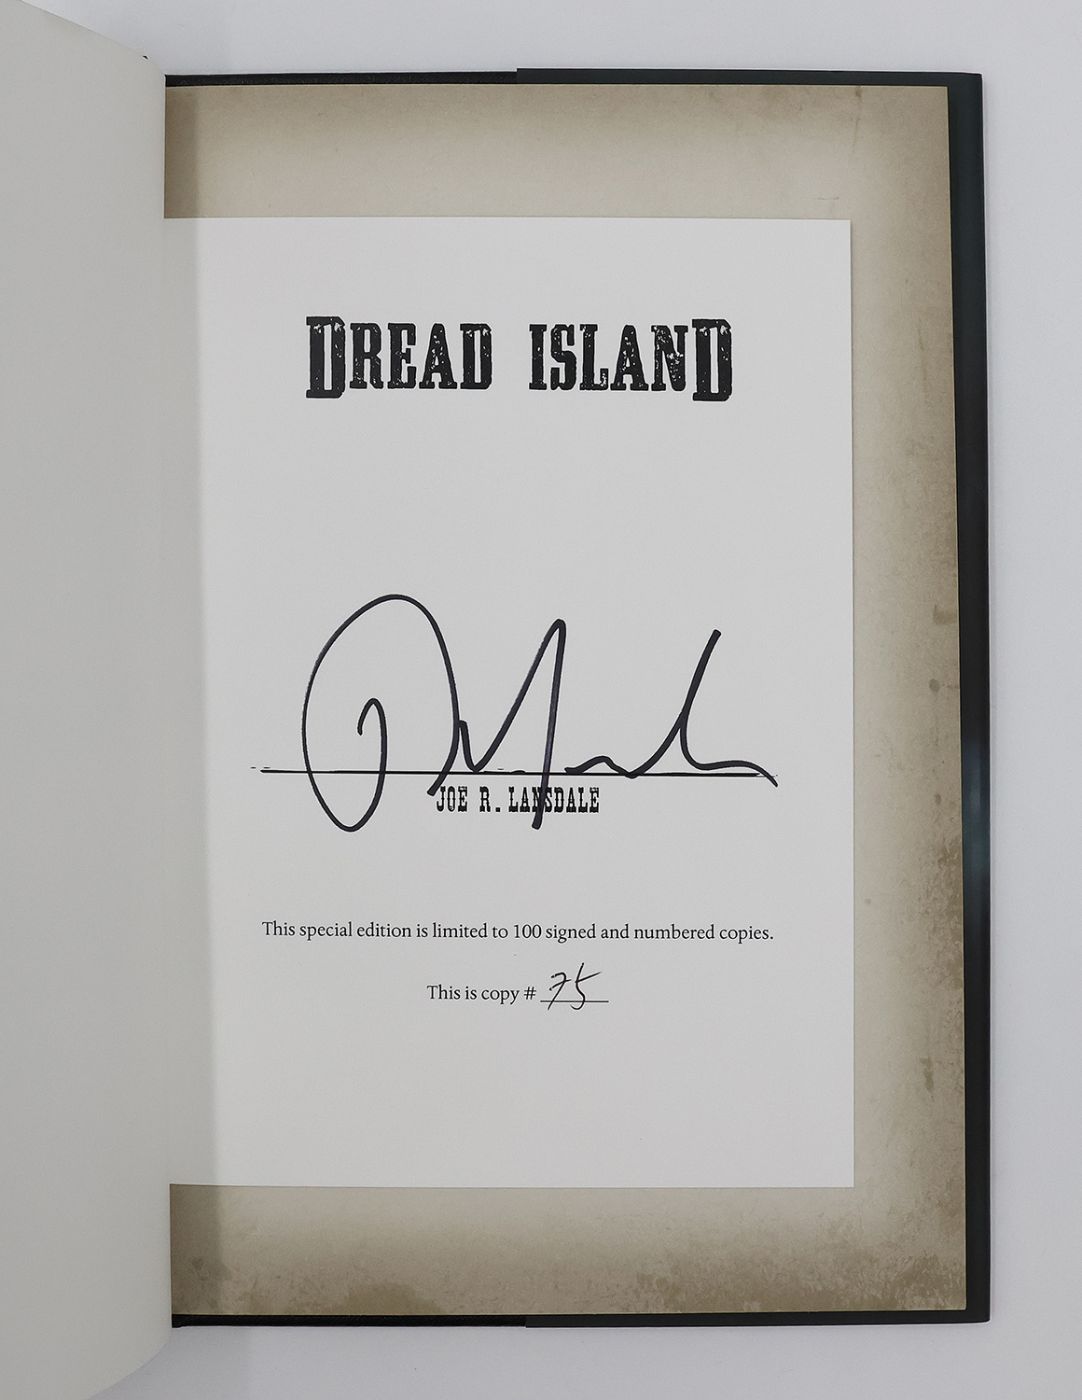 DREAD ISLAND
JOE R. LANSDALE
This special edition is limited to 100 signed and numbered copies.
This is copy # 75